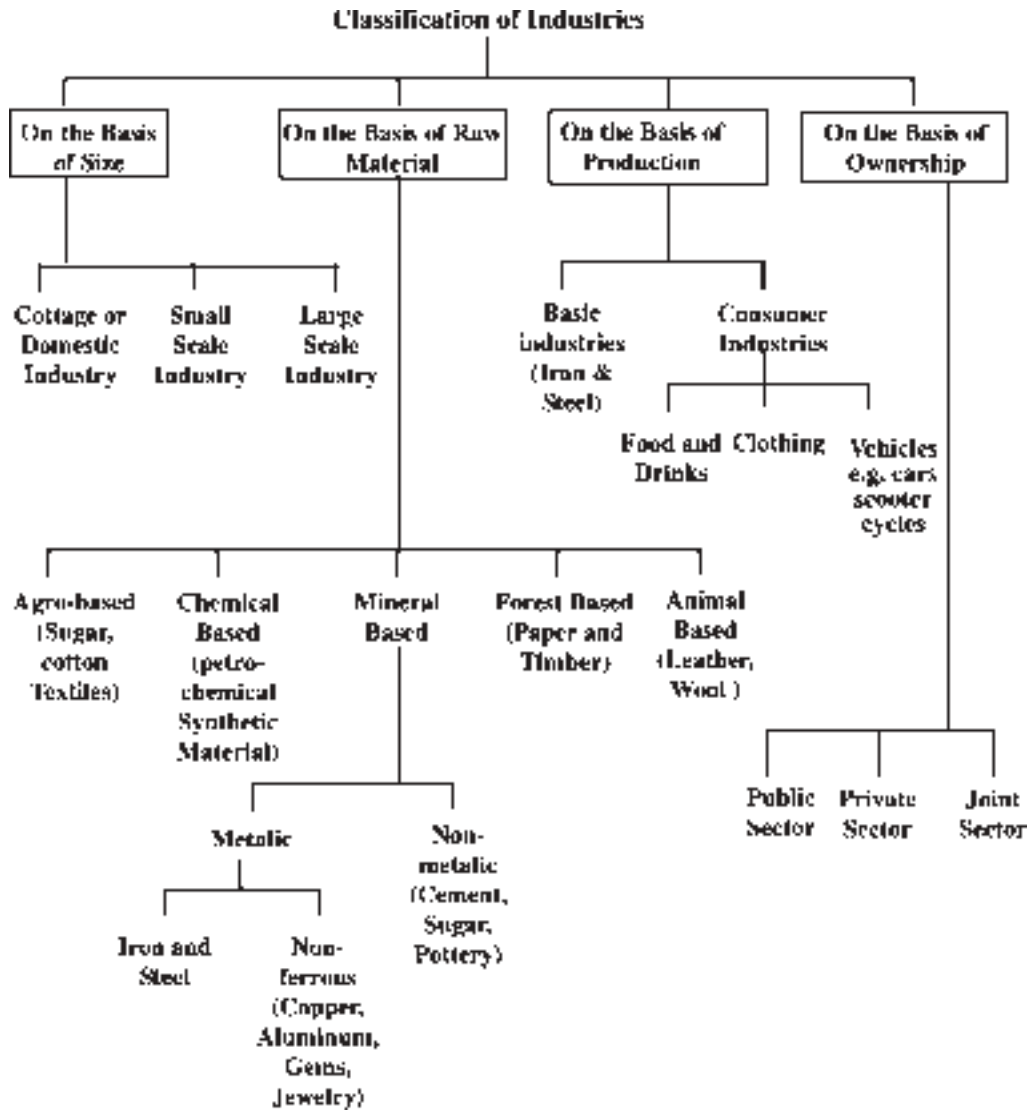 Classification of Industries
On the Basis
of Size
On the Basis of Raw
Material
On the Basis of
Production
On the Basis of
Ownership
Cottage or
Domestic
Industry
Small
Scale
Industry
Large
Scale
Industry
Basic
industries
(Iron &
Steel)
Consumer
Industries
Food and
Drinks
Clothing
Vehicles
e.g. cars
scooter
cycles
Agro-based
(Sugar,
cotton
Textiles)
Chemical
Based
(petro-
chemical
Synthetic
Material)
Mineral
Based
Forest Based
(Paper and
Timber)
Animal
Based
(Leather,
Wool )
Public
Sector
Private
Sector
Joint
Sector
Metalic
Non-
metalic
(Cement,
Sugar,
Pottery)
Iron and
Steel
Non-
ferrous
(Copper,
Aluminum,
Gems,
Jewelry)